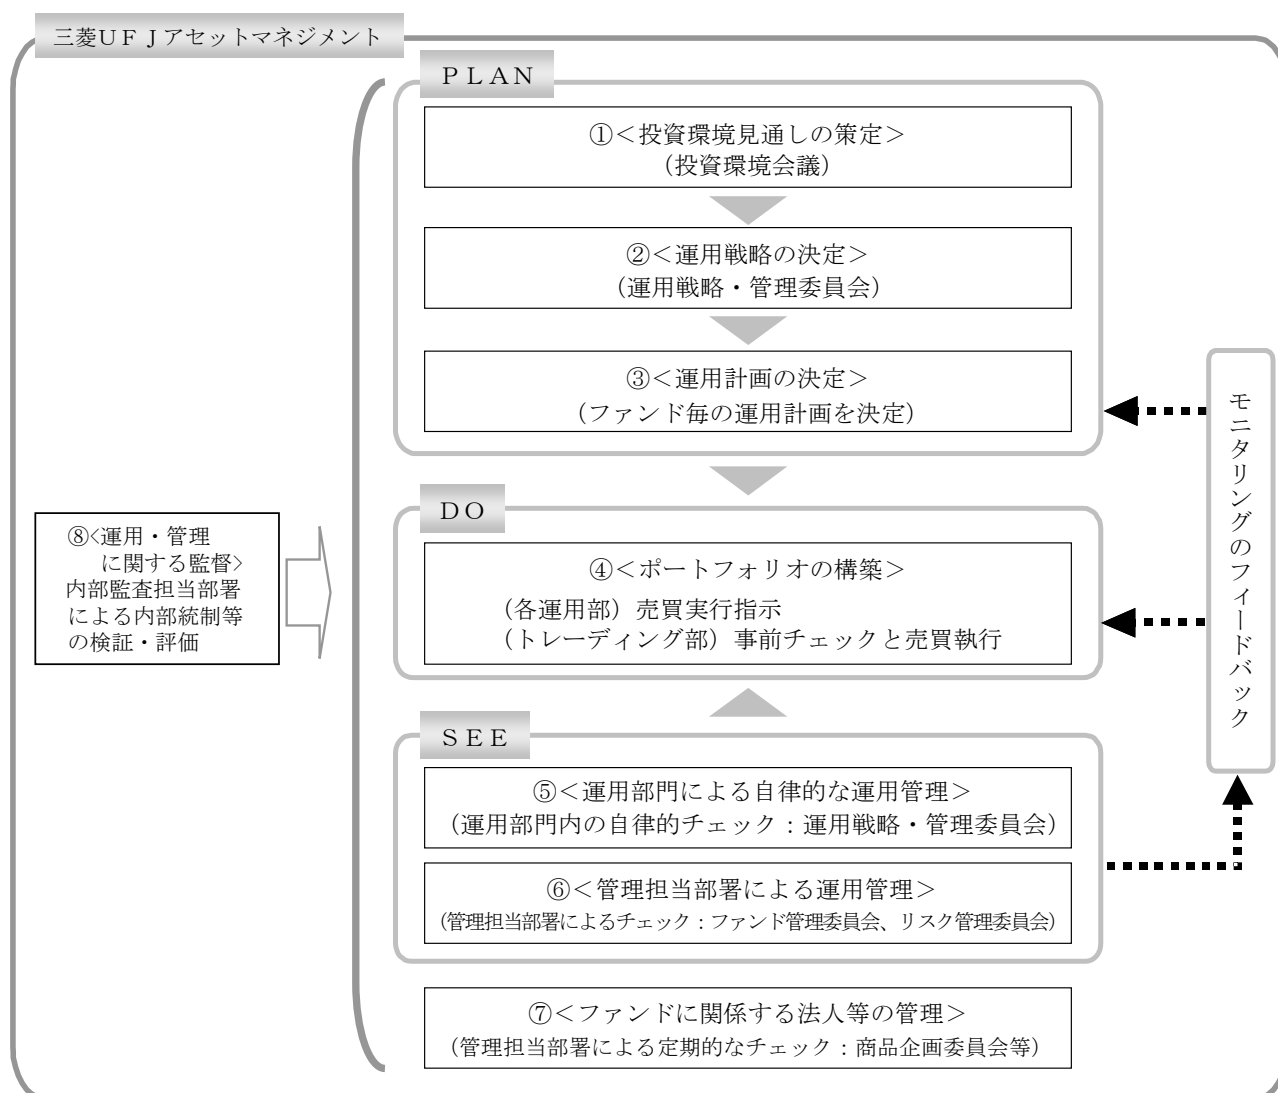 三菱UFJアセットマネジメント
PLAN
①<投資環境見通しの策定>
(投資環境会議)
②<運用戦略の決定>
(運用戦略・管理委員会)
③<運用計画の決定>
(ファンド毎の運用計画を決定)
DO
④<ポートフォリオの構築>
(各運用部)売買実行指示
(トレーディング部)事前チェックと売買執行
SEE
⑤<運用部門による自律的な運用管理>
(運用部門内の自律的チェック:運用戦略・管理委員会)
⑥<管理担当部署による運用管理>
(管理担当部署によるチェック:ファンド管理委員会、リスク管理委員会)
⑦<ファンドに関係する法人等の管理>
(管理担当部署による定期的なチェック:商品企画委員会等)
⑧<運用・管理
に関する監督>
内部監査担当部署
による内部統制等
の検証・評価
モニタリングのフィードバック